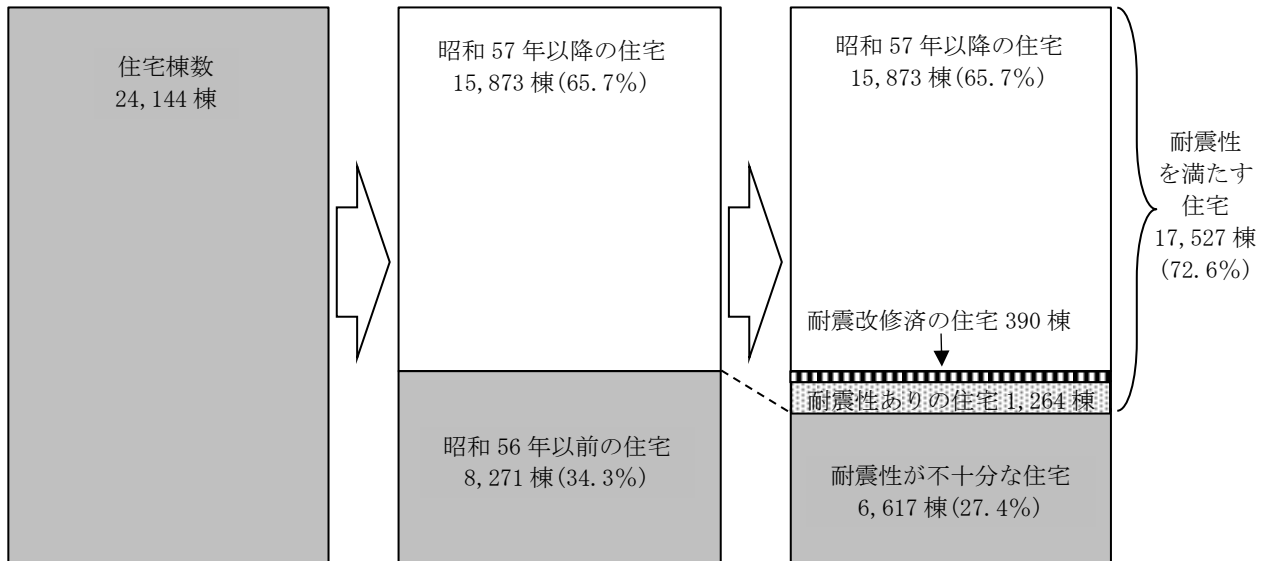 住宅棟数
24,144 棟
昭和 57 年以降の住宅
15,873 棟(65.7%)
昭和 56 年以前の住宅
8,271 棟(34.3%)
昭和 57 年以降の住宅
15,873 棟(65.7%)
耐震改修済の住宅 390 棟
耐震性ありの住宅 1,264 棟
耐震性が不十分な住宅
6,617 棟(27.4%)
耐震性
を満たす
住宅
17,527 棟
(72.6%)